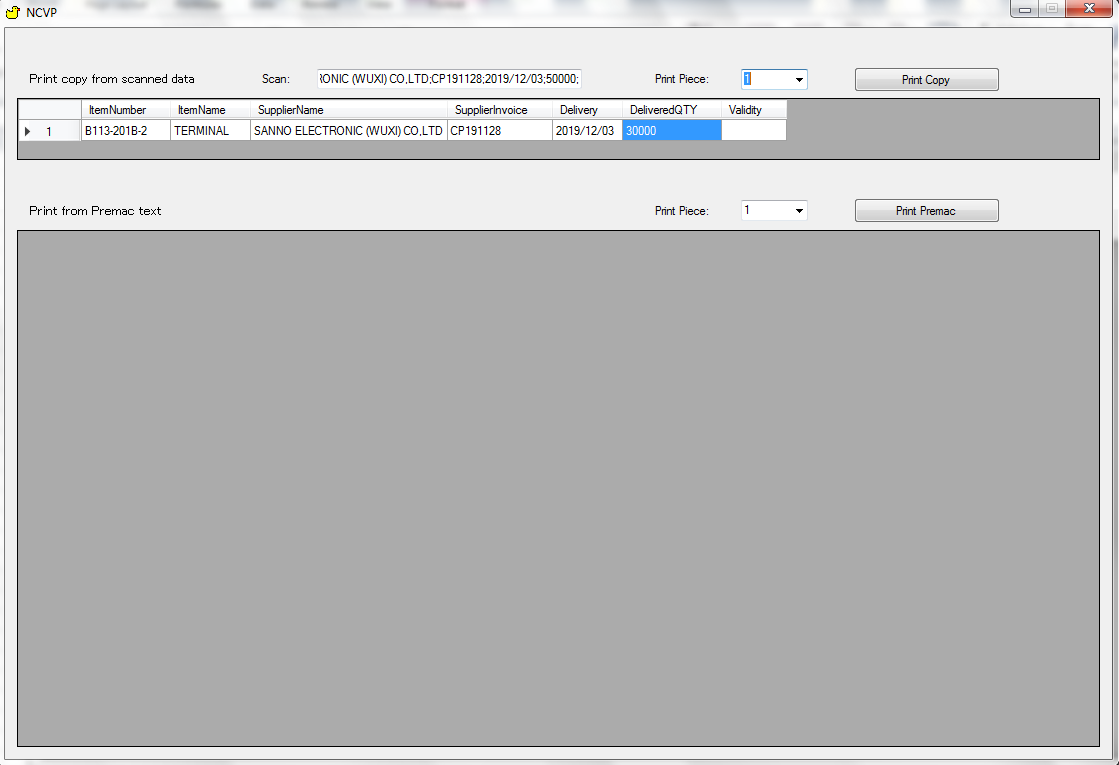 NCVP
Print copy from scanned data Scan: RONIC (WUXI) CO,LTD;CP191128;2019/12/03;50000; Print Piece: 1 Print Copy
ItemNumber ItemName SupplierName SupplierInvoice Delivery DeliveredQTY Validity
1 B113-201B-2 TERMINAL SANNO ELECTRONIC (WUXI) CO,LTD CP191128 2019/12/03 30000
Print from Premac text Print Piece: 1 Print Premac